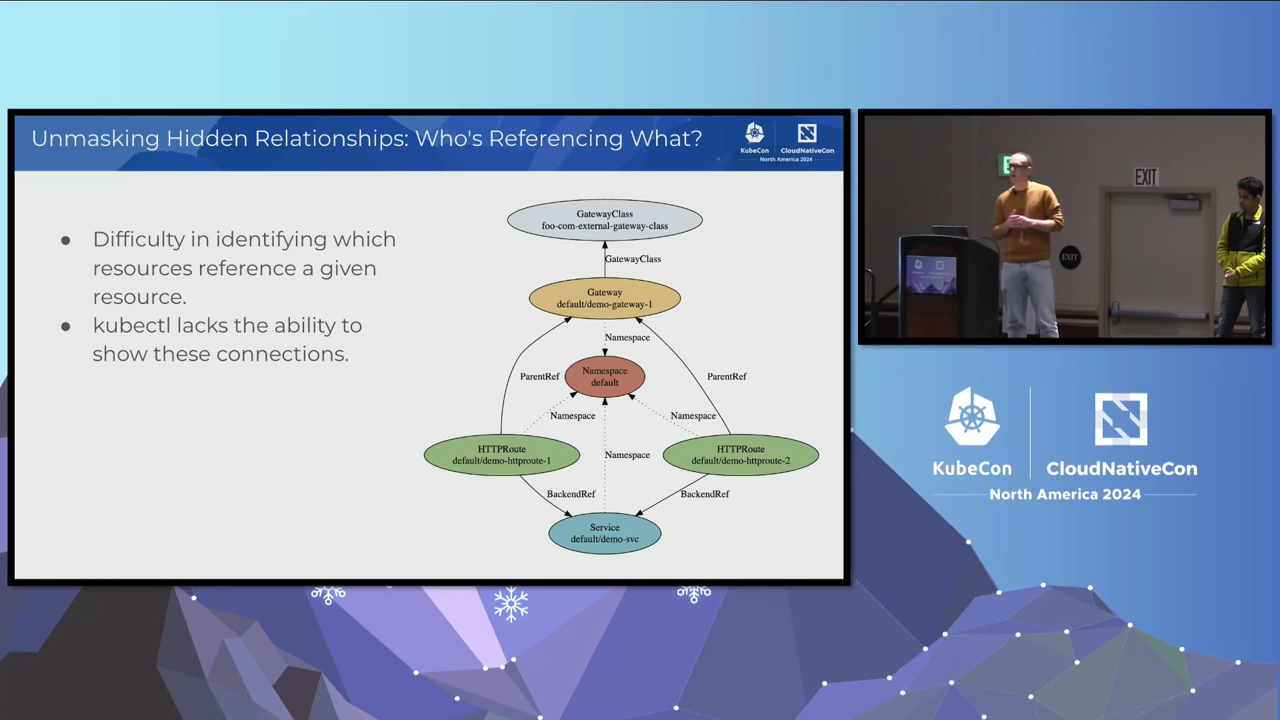 Unmasking Hidden Relationships: Who's Referencing What?
KubeCon
CloudNativeCon
North America 2024
● Difficulty in identifying which
resources reference a given
resource.
● kubectl lacks the ability to
show these connections.
GatewayClass
foo-com-external-gateway-class
GatewayClass
Gateway
default/demo-gateway-1
Namespace
Namespace
default
ParentRef
ParentRef
Namespace
Namespace
HTTPRoute
default/demo-httproute-1
Namespace
HTTPRoute
default/demo-httproute-2
BackendRef
BackendRef
Service
default/demo-svc
EXIT
EXIT
KubeCon
CloudNativeCon
North America 2024